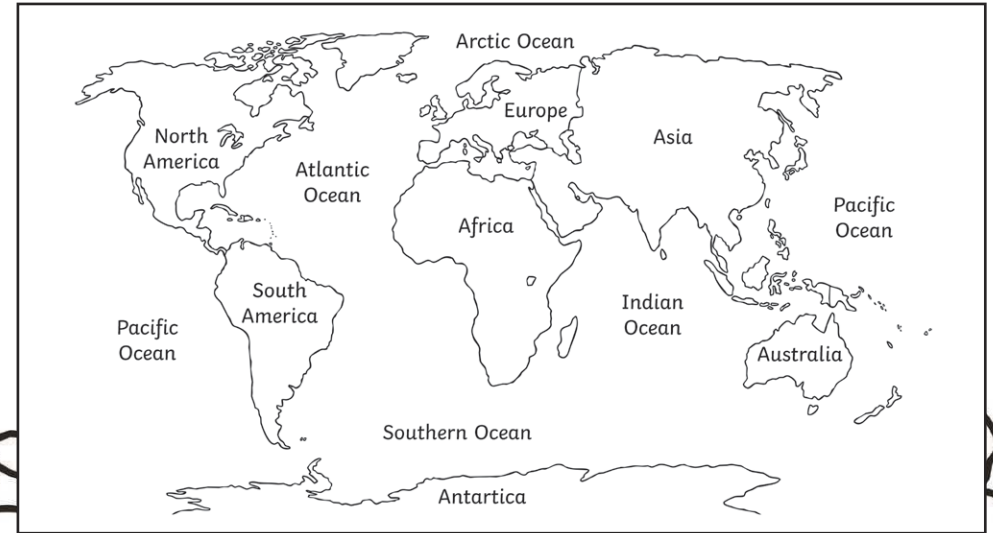 Arctic Ocean
Europe
North
America
Asia
Atlantic
Ocean
Africa
Pacific
Ocean
South
America
Indian
Ocean
Pacific
Ocean
Australia
Southern Ocean
Antartica